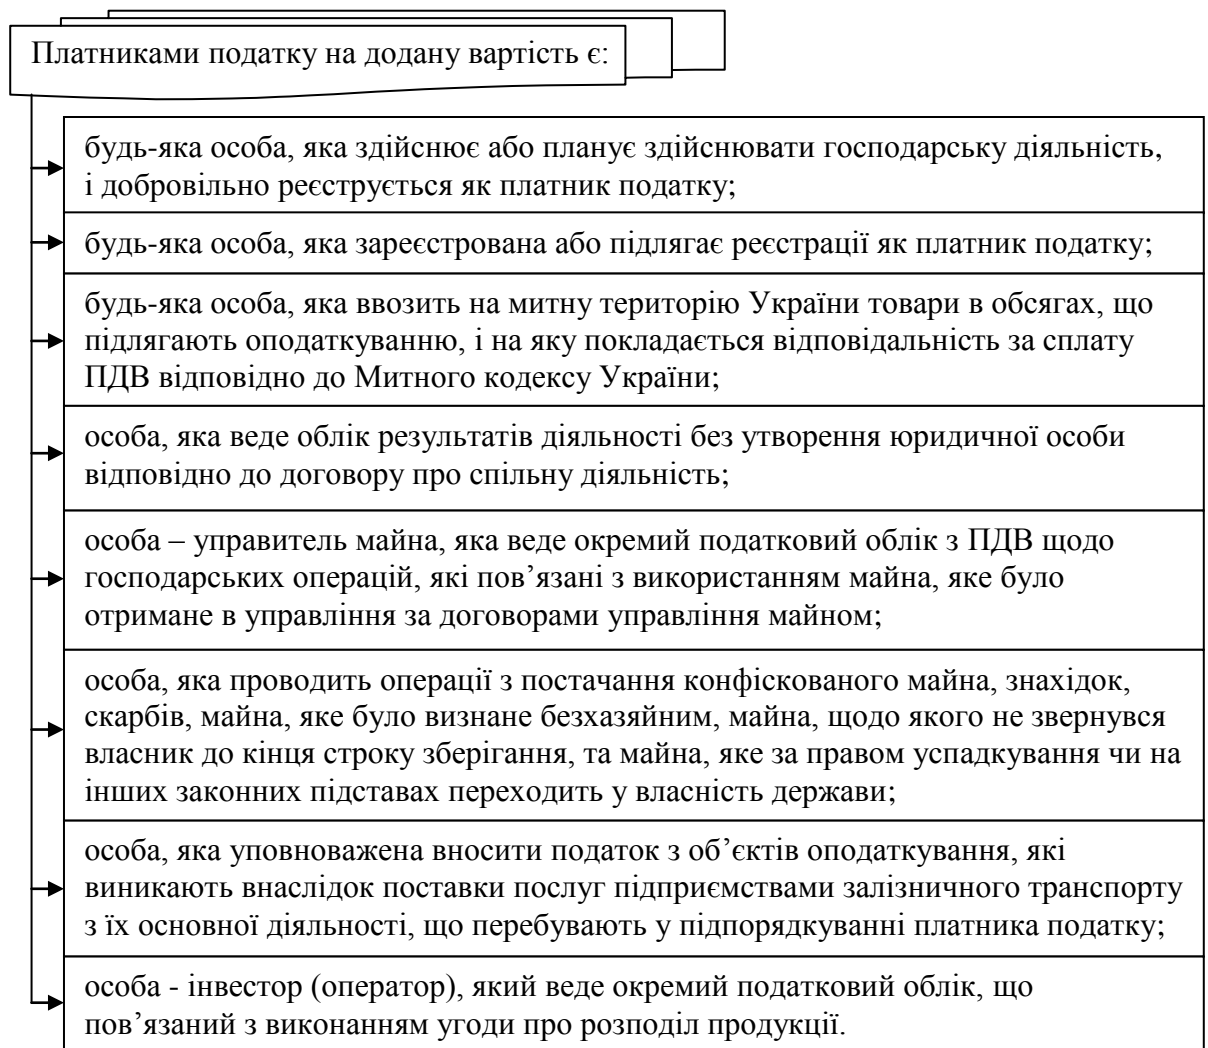 Платниками податку на додану вартість є:
будь-яка особа, яка здійснює або планує здійснювати господарську діяльність,
і добровільно реєструється як платник податку;
будь-яка особа, яка зареєстрована або підлягає реєстрації як платник податку;
будь-яка особа, яка ввозить на митну територію України товари в обсягах, що
підлягають оподаткуванню, і на яку покладається відповідальність за сплату
ПДВ відповідно до Митного кодексу України;
особа, яка веде облік результатів діяльності без утворення юридичної особи
відповідно до договору про спільну діяльність;
особа – управитель майна, яка веде окремий податковий облік з ПДВ щодо
господарських операцій, які пов’язані з використанням майна, яке було
отримане в управління за договорами управління майном;
особа, яка проводить операції з постачання конфіскованого майна, знахідок,
скарбів, майна, яке було визнане безхазяйним, майна, щодо якого не звернувся
власник до кінця строку зберігання, та майна, яке за правом успадкування чи на
інших законних підставах переходить у власність держави;
особа, яка уповноважена вносити податок з об’єктів оподаткування, які
виникають внаслідок поставки послуг підприємствами залізничного транспорту
з їх основної діяльності, що перебувають у підпорядкуванні платника податку;
особа - інвестор (оператор), який веде окремий податковий облік, що
пов’язаний з виконанням угоди про розподіл продукції.